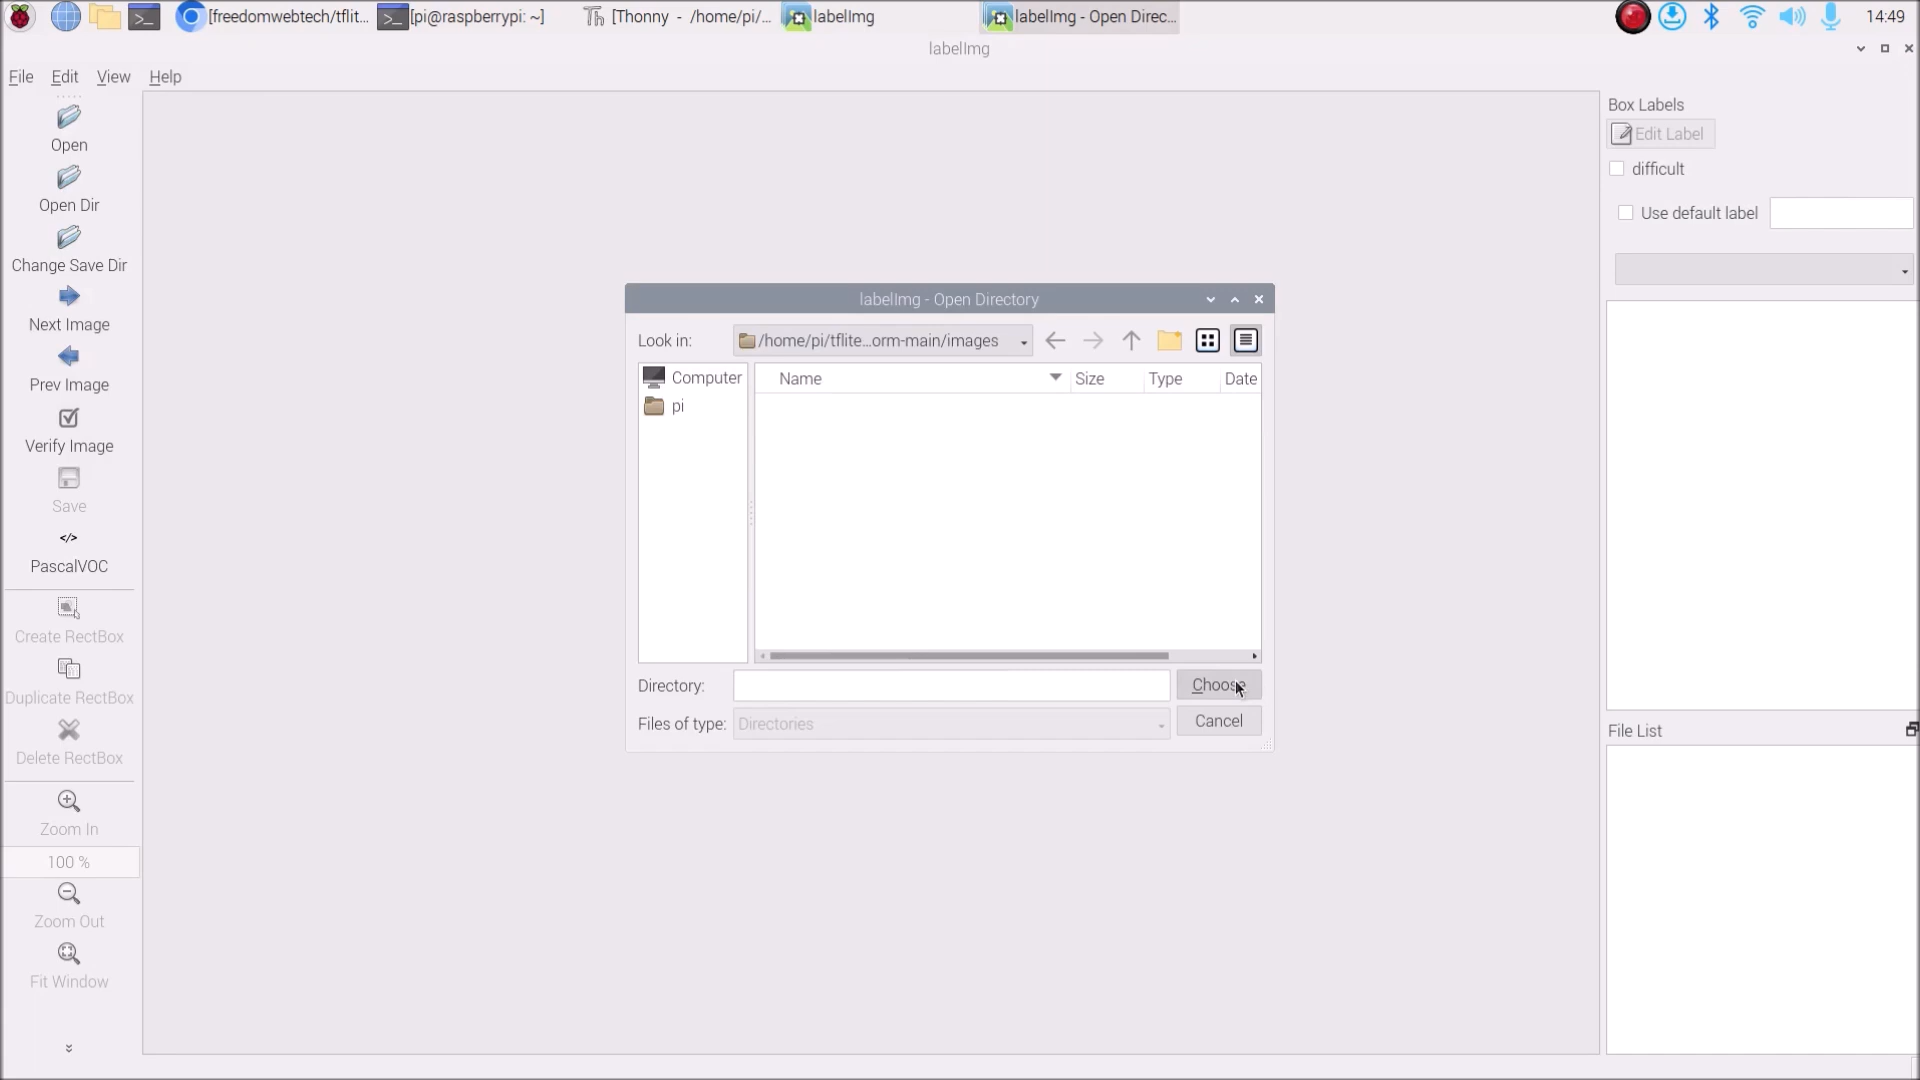 [freedomwebtech/tflit...
[pi@raspberrypi: ~]
[Thonny - /home/pi/...
labelImg
labelImg - Open Direc...
14:49
labelImg
File Edit View Help
Open
Open Dir
Change Save Dir
Next Image
Prev Image
Verify Image
Save
</>
PascalVOC
Create RectBox
Duplicate RectBox
Delete RectBox
Zoom In
100 %
Zoom Out
Fit Window
labelImg - Open Directory
Look in: /home/pi/tflite...orm-main/images
Computer
pi
Name Size Type Date
Directory: Choose
Files of type: Directories Cancel
Box Labels
Edit Label
difficult
Use default label
File List